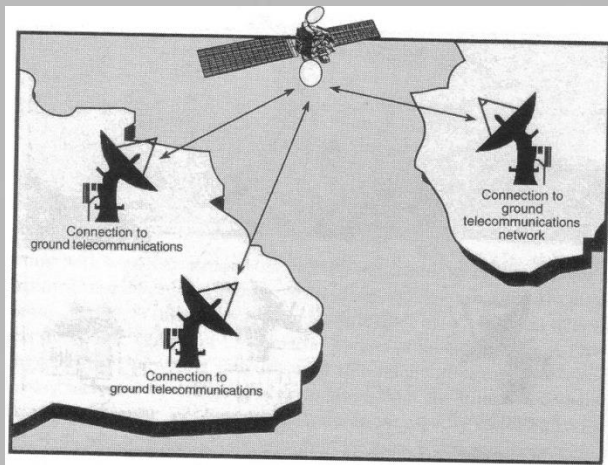 Connection to
ground telecommunications
Connection to
ground
telecommunications
network
Connection to
ground telecommunications